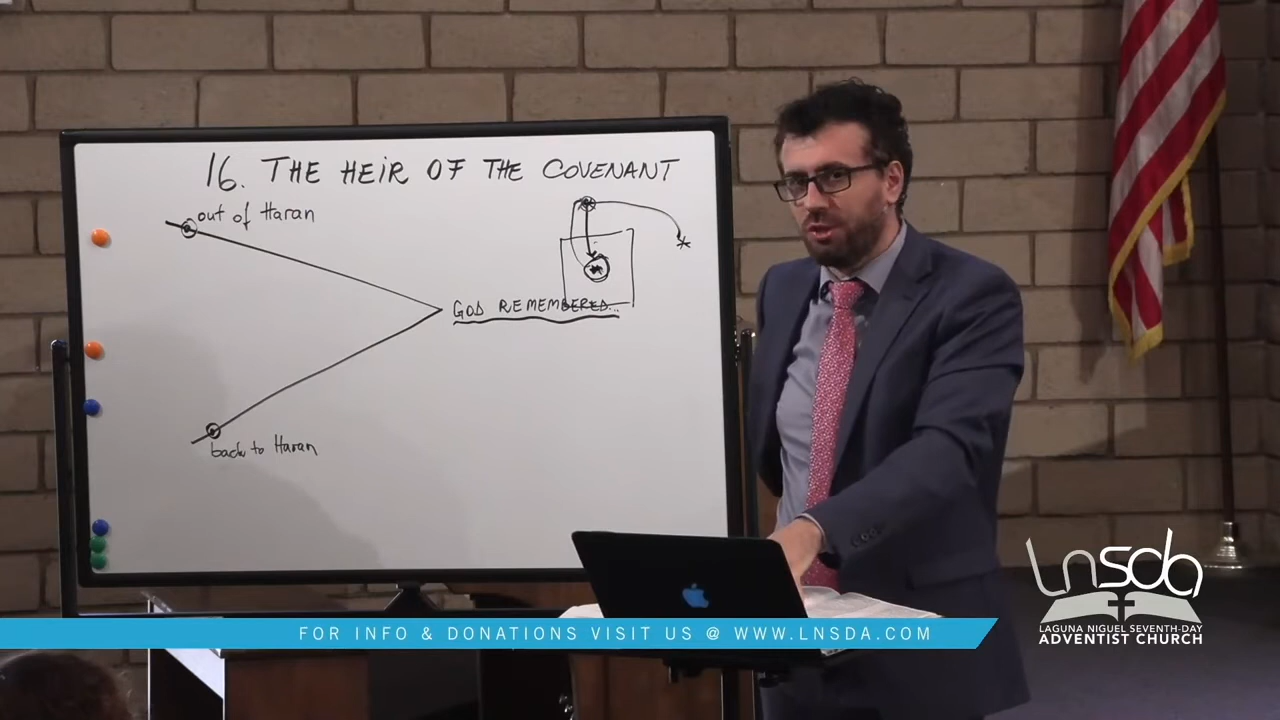 16. THE HEIR OF THE COVENANT
out of Haran
GOD REMEMBERED...
back to Haran
FOR INFO & DONATIONS VISIT US @ WWW.LNSDA.COM
Lnsda
LAGUNA NIGUEL SEVENTH-DAY
ADVENTIST CHURCH